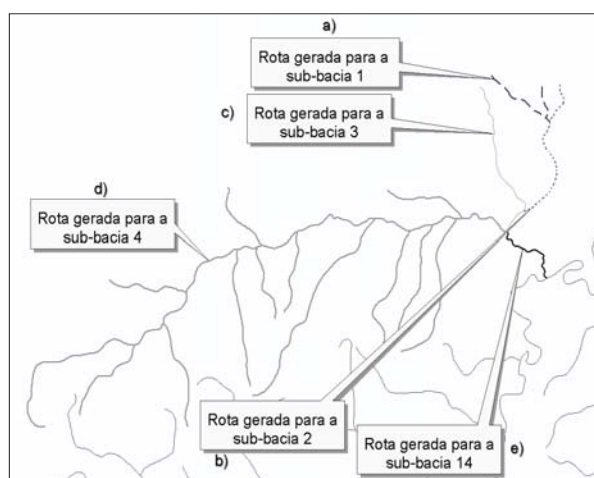 a)
Rota gerada para a
sub-bacia 1
c)
Rota gerada para a
sub-bacia 3
d)
Rota gerada para a
sub-bacia 4
Rota gerada para a
sub-bacia 2
b)
Rota gerada para a
sub-bacia 14
e)